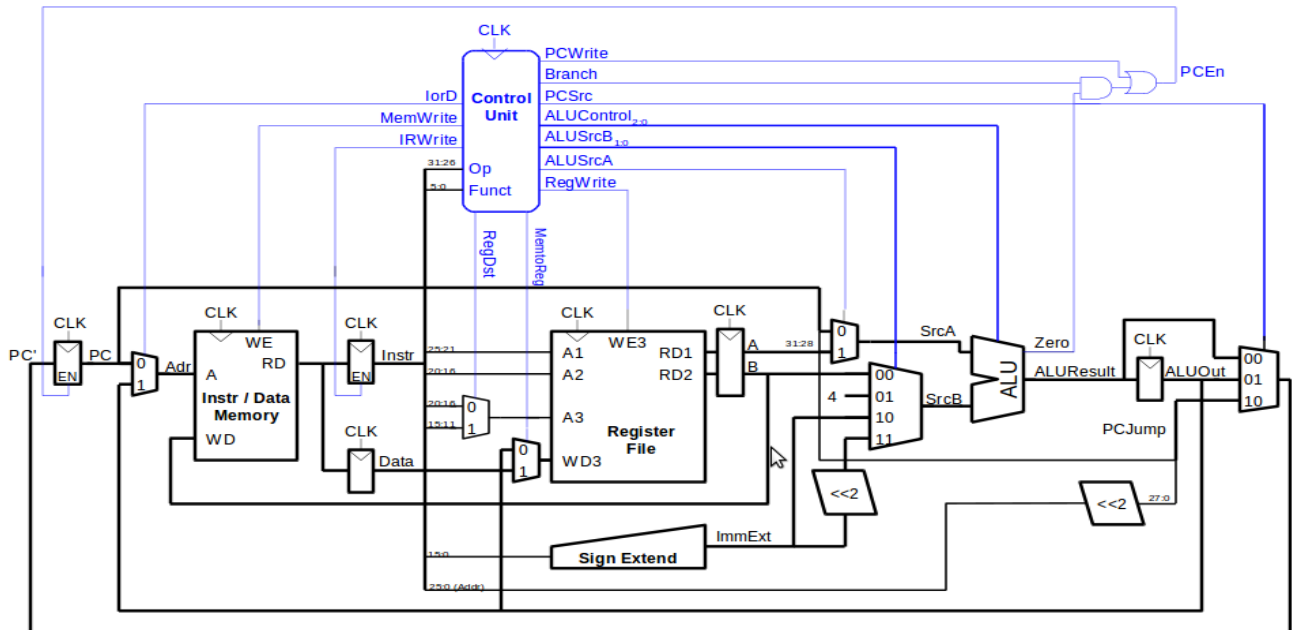 CLK
PCWrite
Branch
PCEn
IorD
Control
Unit
PCSrc
MemWrite
ALUControl2:0
IRWrite
ALUSrcB1:0
31:26
Op
ALUSrcA
5:0
Funct
RegWrite
RegDst
MemtoReg
CLK
CLK
CLK
CLK
CLK
CLK
PC'
EN
PC
0
1
Adr
WE
RD
A
Instr / Data
Memory
WD
EN
Instr
CLK
Data
25:21
20:16
20:16
15:11
0
1
0
1
A1
A2
A3
WD3
WE3
RD1
RD2
Register
File
A
B
31:28
0
1
SrcA
00
01
10
11
4
SrcB
ALU
Zero
ALUResult
ALUOut
00
01
10
PCJump
<<2
<<2
27:0
ImmExt
15:0
Sign Extend
25:0 (Addr)